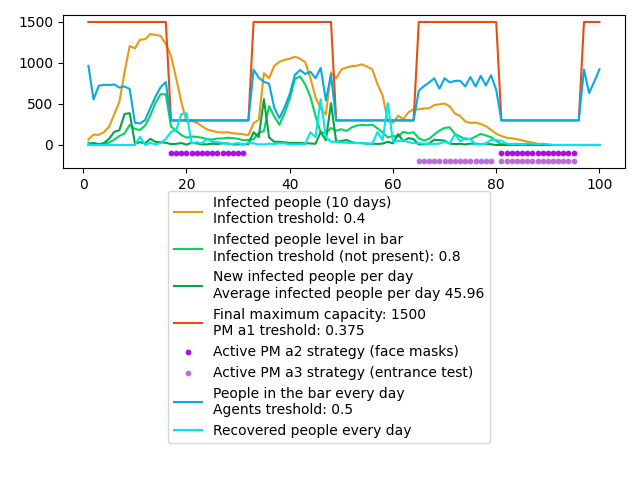 1500
1000
500
0
0
20
40
60
80
100
Infected people (10 days)
Infection treshold: 0.4
Infected people level in bar
Infection treshold (not present): 0.8
New infected people per day
Average infected people per day 45.96
Final maximum capacity: 1500
PM a1 treshold: 0.375
Active PM a2 strategy (face masks)
Active PM a3 strategy (entrance test)
People in the bar every day
Agents treshold: 0.5
Recovered people every day